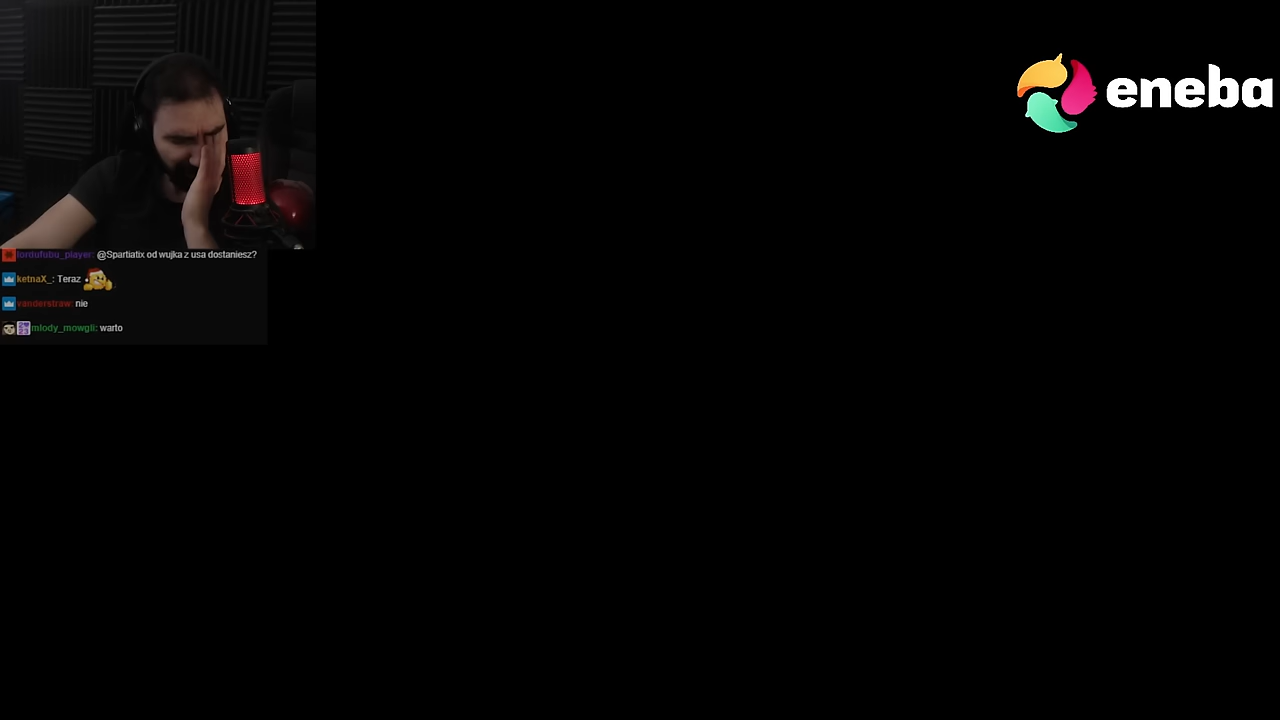 eneba
lordufubu_player: @Spartiatix od wujka z usa dostaniesz?
ketnaX_: Teraz
vanderstraw: nie
mlody_mowgli: warto